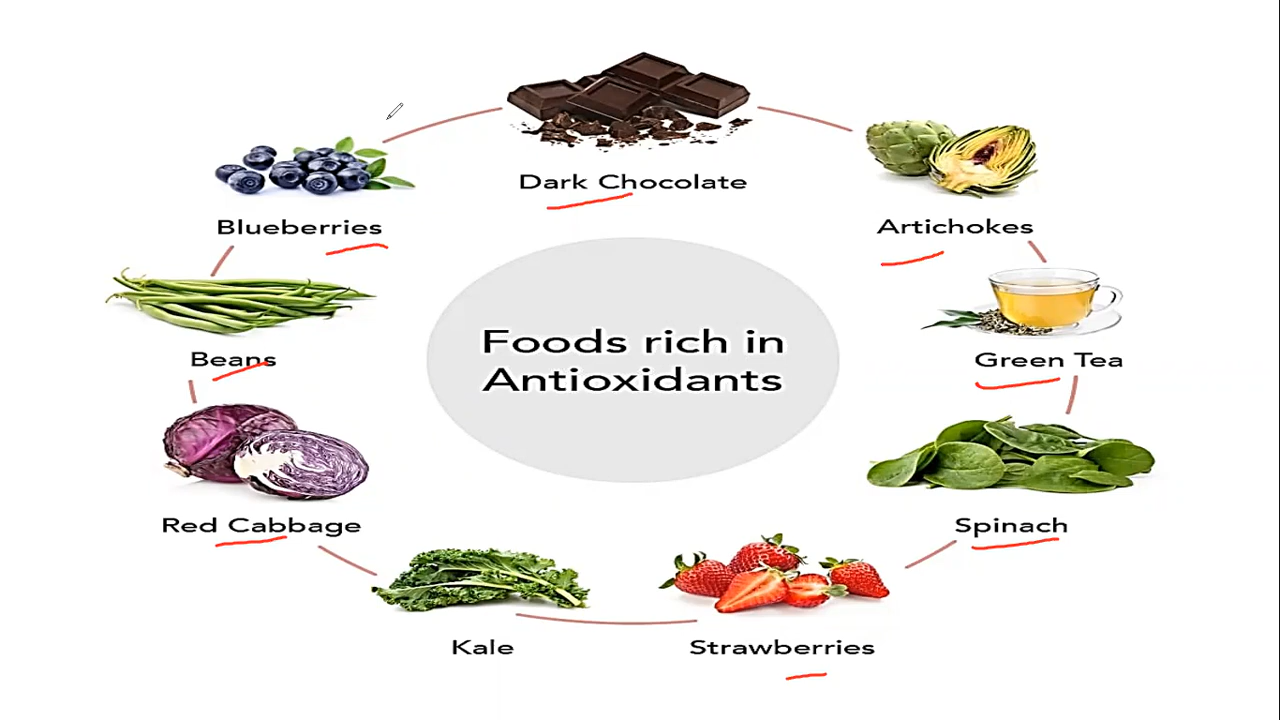 Dark Chocolate
Blueberries
Artichokes
Foods rich in
Antioxidants
Beans
Green Tea
Red Cabbage
Spinach
Kale
Strawberries